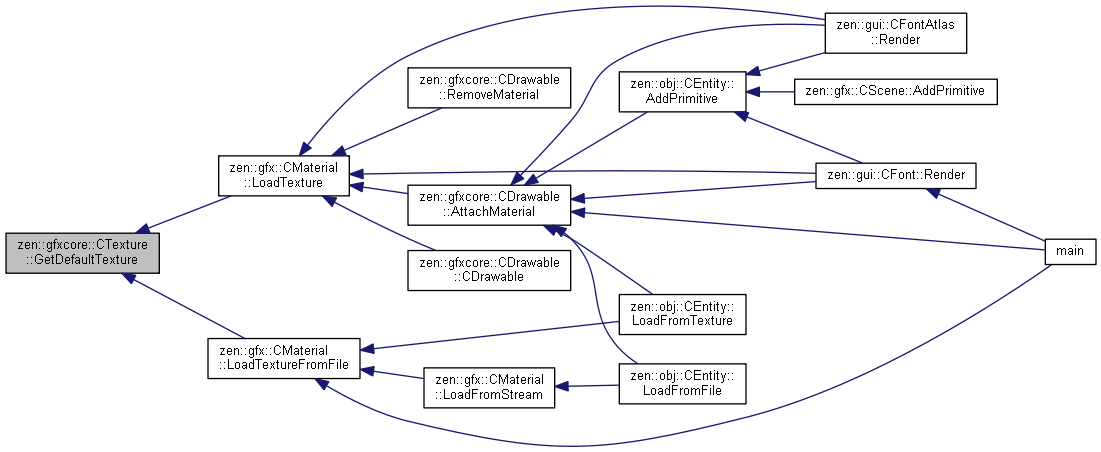 zen::gui::CFontAtlas
::Render
zen::gfxcore::CDrawable
::RemoveMaterial
zen::obj::CEntity::
AddPrimitive
zen::gfx::CScene::AddPrimitive
zen::gfx::CMaterial
::LoadTexture
zen::gui::CFont::Render
zen::gfxcore::CDrawable
::AttachMaterial
zen::gfxcore::CTexture
::GetDefaultTexture
main
zen::gfxcore::CDrawable
::CDrawable
zen::obj::CEntity::
LoadFromTexture
zen::gfx::CMaterial
::LoadTextureFromFile
zen::gfx::CMaterial
::LoadFromStream
zen::obj::CEntity::
LoadFromFile